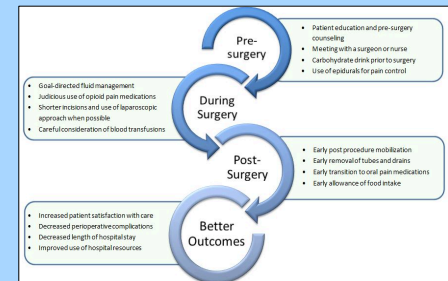 Pre-
surgery
• Patient education and pre-surgery
counseling
• Meeting with a surgeon or nurse
• Carbohydrate drink prior to surgery
• Use of epidurals for pain control
• Goal-directed fluid management
• Judicious use of opioid pain medications
• Shorter incisions and use of laparoscopic
approach when possible
• Careful consideration of blood transfusions
During
Surgery
Post-
Surgery
• Early post procedure mobilization
• Early removal of tubes and drains
• Early transition to oral pain medications
• Early allowance of food intake
• Increased patient satisfaction with care
• Decreased perioperative complications
• Decreased length of hospital stay
• Improved use of hospital resources
Better
Outcomes